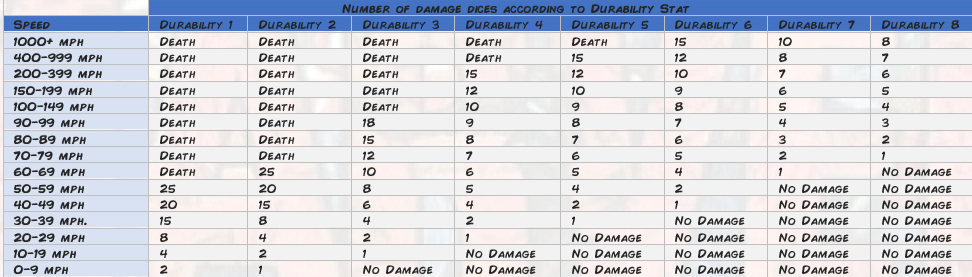 Number of damage dices according to Durability Stat
Speed Durability 1 Durability 2 Durability 3 Durability 4 Durability 5 Durability 6 Durability 7 Durability 8
1000+ mph Death Death Death Death Death 15 10 8
400-999 mph Death Death Death Death 15 12 8 7
200-399 mph Death Death Death 15 12 10 7 6
150-199 mph Death Death Death 12 10 9 6 5
100-149 mph Death Death Death 10 9 8 5 4
90-99 mph Death Death 18 9 8 7 4 3
80-89 mph Death Death 15 8 7 6 3 2
70-79 mph Death Death 12 7 6 5 2 1
60-69 mph Death 25 10 6 5 4 1 No Damage
50-59 mph 25 20 8 5 4 2 No Damage No Damage
40-49 mph 20 15 6 4 2 1 No Damage No Damage
30-39 mph. 15 8 4 2 1 No Damage No Damage No Damage
20-29 mph 8 4 2 1 No Damage No Damage No Damage No Damage
10-19 mph 4 2 1 No Damage No Damage No Damage No Damage No Damage
0-9 mph 2 1 No Damage No Damage No Damage No Damage No Damage No Damage